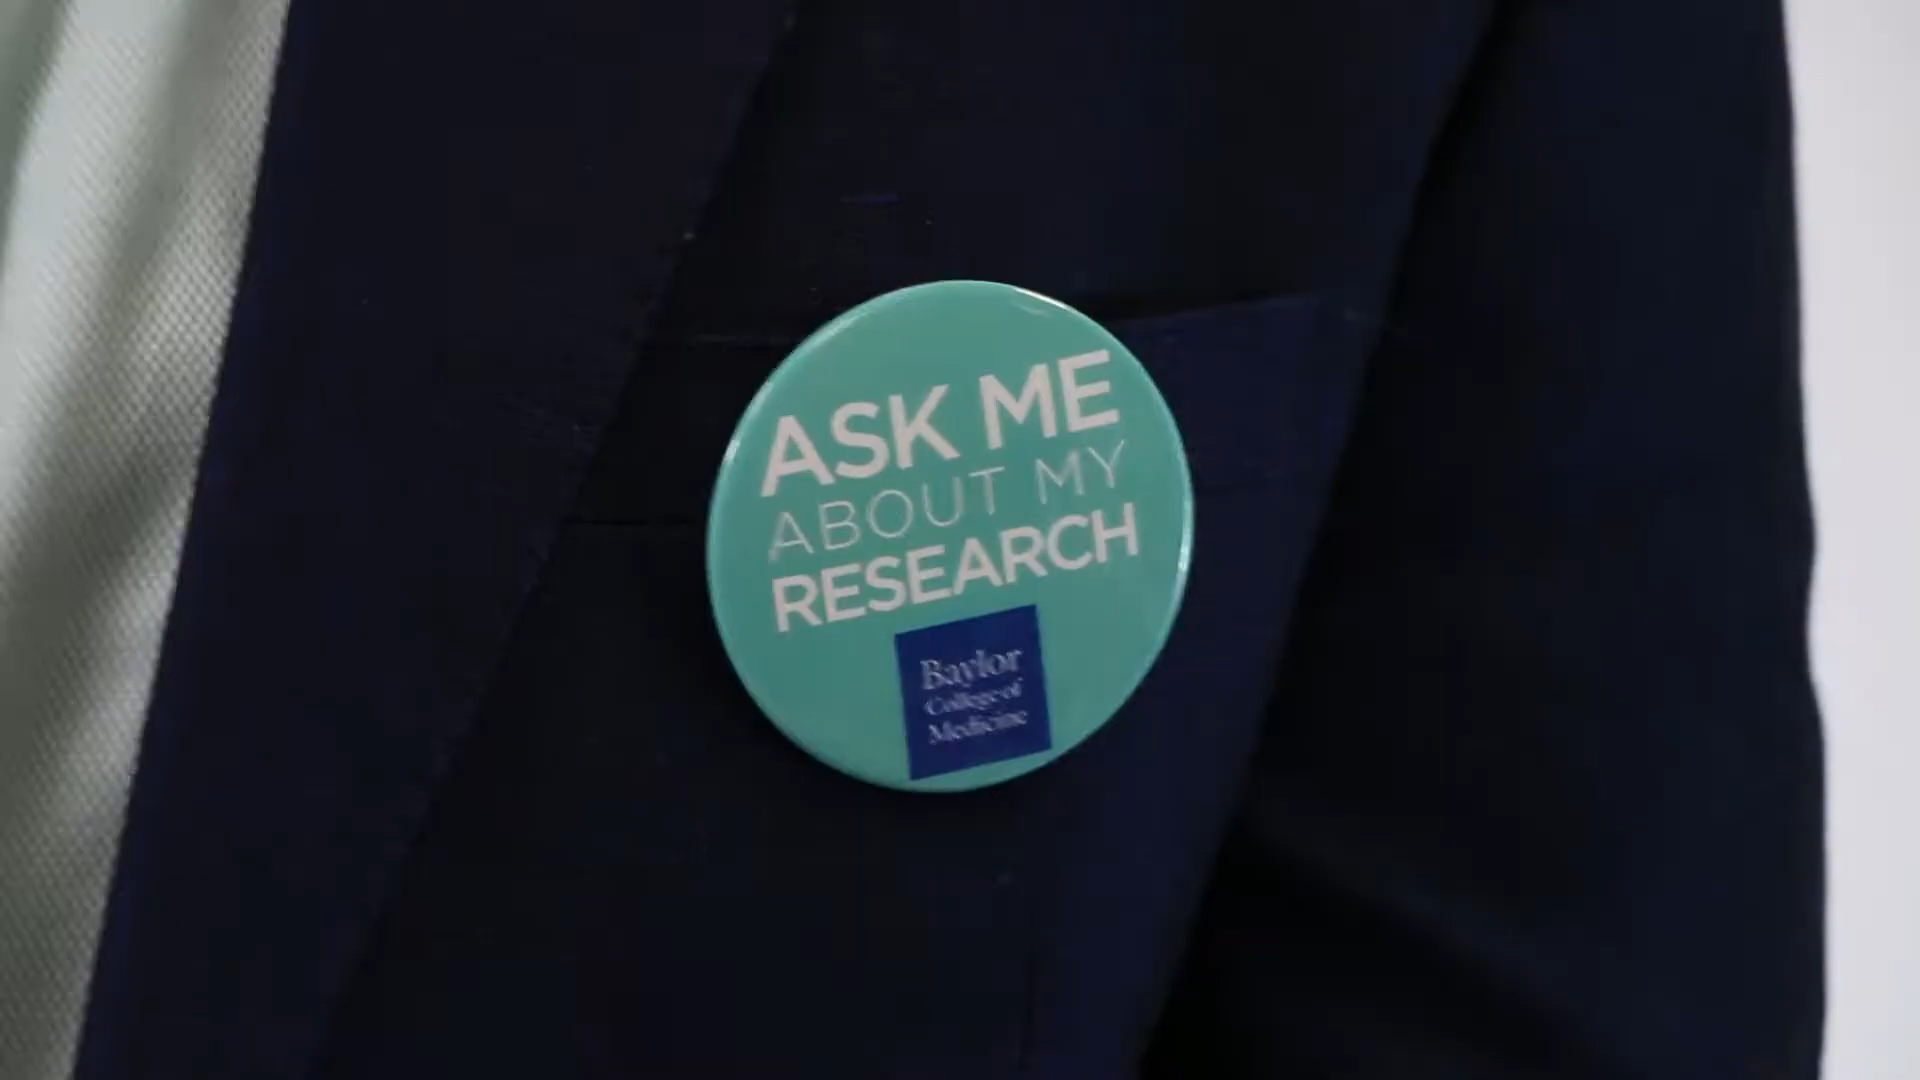 ASK ME
ABOUT MY
RESEARCH
Baylor
College of
Medicine